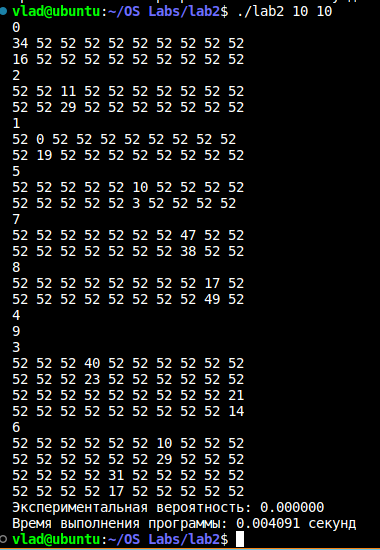 vlad@ubuntu:~/OS Labs/lab2$ ./lab2 10 10
0
34 52 52 52 52 52 52 52 52 52
16 52 52 52 52 52 52 52 52 52
2
52 52 11 52 52 52 52 52 52 52
52 52 29 52 52 52 52 52 52 52
1
52 0 52 52 52 52 52 52 52 52
52 19 52 52 52 52 52 52 52 52
5
52 52 52 52 52 10 52 52 52 52
52 52 52 52 52 3 52 52 52 52
7
52 52 52 52 52 52 52 47 52 52
52 52 52 52 52 52 52 38 52 52
8
52 52 52 52 52 52 52 52 17 52
52 52 52 52 52 52 52 52 49 52
4
9
3
52 52 52 40 52 52 52 52 52 52
52 52 52 23 52 52 52 52 52 52
52 52 52 52 52 52 52 52 52 21
52 52 52 52 52 52 52 52 52 14
6
52 52 52 52 52 52 10 52 52 52
52 52 52 52 52 52 29 52 52 52
52 52 52 52 31 52 52 52 52 52
52 52 52 52 17 52 52 52 52 52
Экспериментальная вероятность: 0.000000
Время выполнения программы: 0.004091 секунд
vlad@ubuntu:~/OS Labs/lab2$